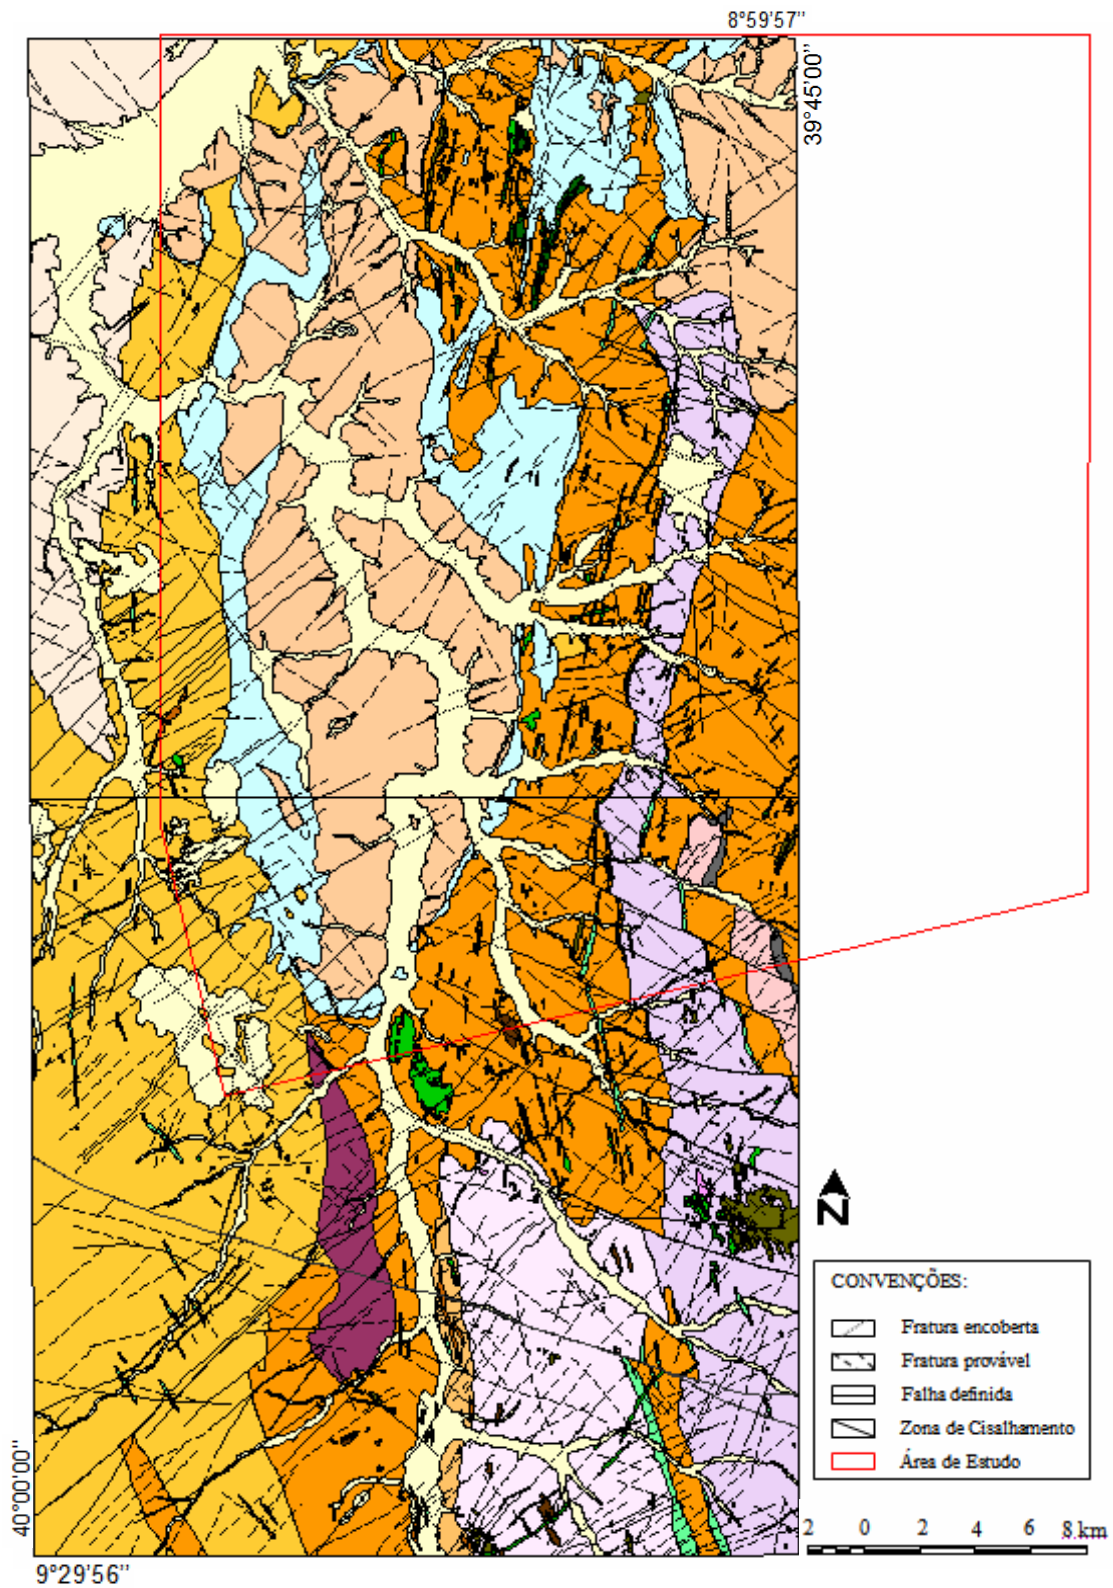 8°59'57''
39°45'00''
N
CONVENÇÕES:
Fratura encoberta
Fratura provável
Falha definida
Zona de Cisalhamento
Área de Estudo
40°00'00''
2 0 2 4 6 8 km
9°29'56''